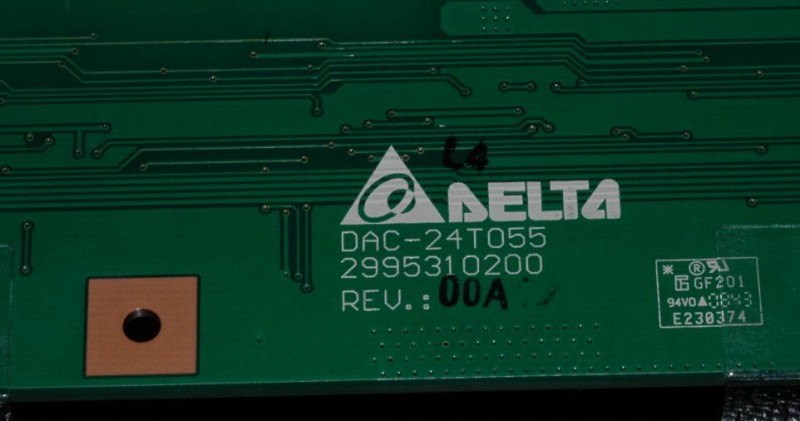 L4
DELTA
DAC-24T055
2995310200
REV.: 00A
® 
GF201
94V0▲0843
E230374